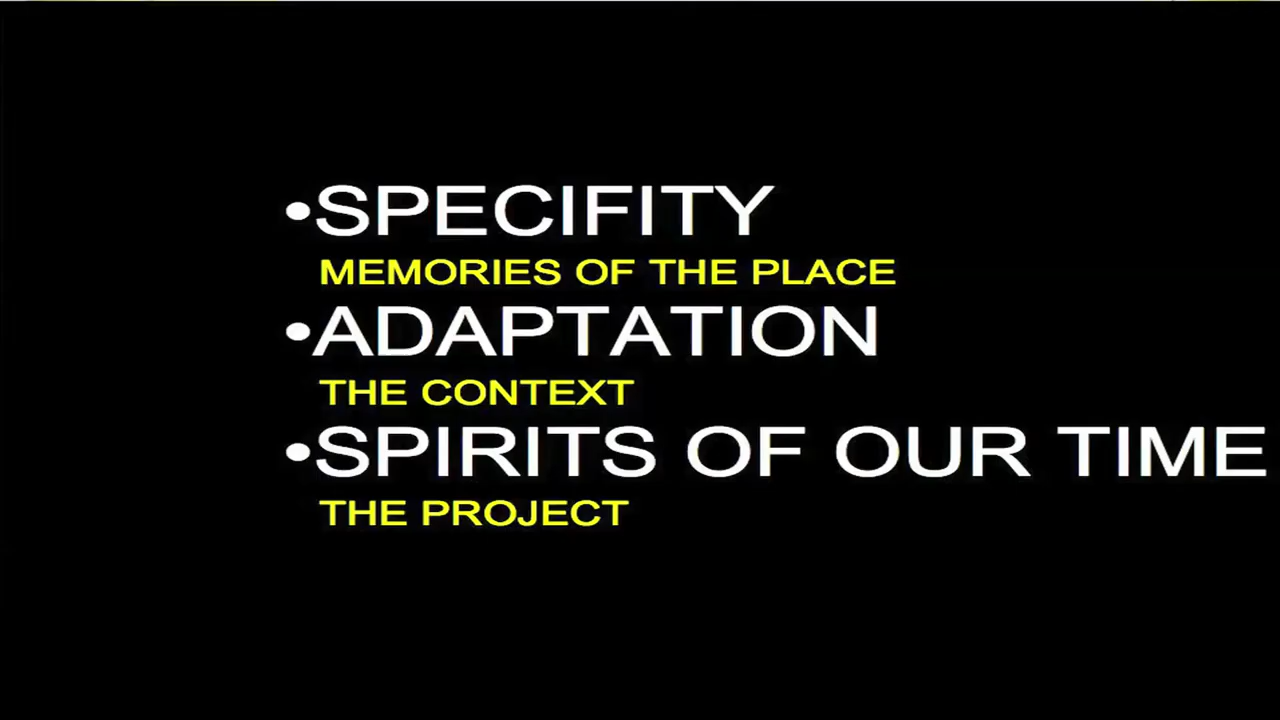 •SPECIFITY
MEMORIES OF THE PLACE
•ADAPTATION
THE CONTEXT
•SPIRITS OF OUR TIME
THE PROJECT